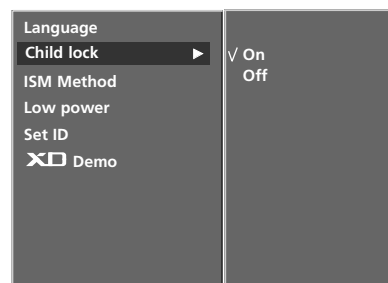 Language
Child lock ►
ISM Method
Low power
Set ID
XD Demo
√ On
Off